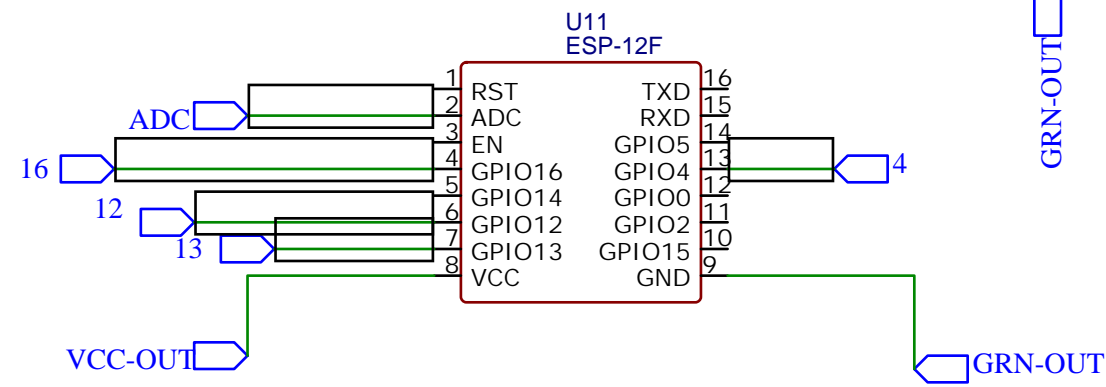 U11
ESP-12F
GRN-OUT
1
RST
TXD
16
ADC
2
ADC
RXD
15
3
EN
GPIO5
14
16
4
GPIO16
GPIO4
13
4
12
5
GPIO14
GPIO0
12
6
GPIO12
GPIO2
11
13
7
GPIO13
GPIO15
10
8
VCC
GND
9
VCC-OUT
GRN-OUT